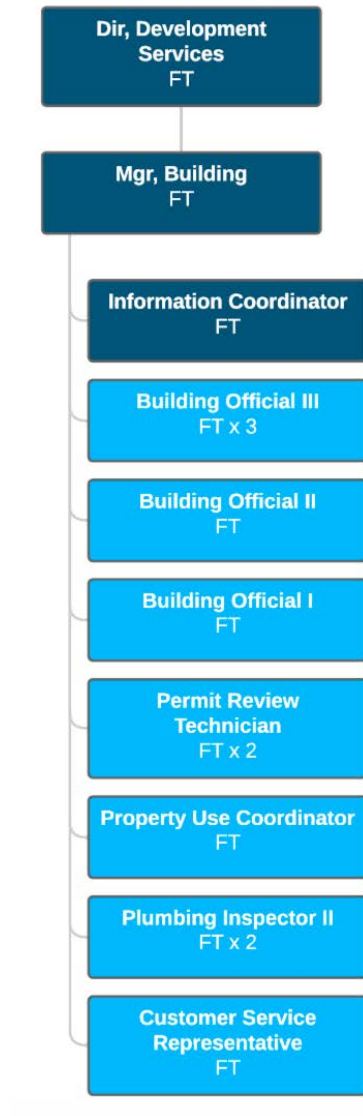 Dir, Development
Services
FT
Mgr, Building
FT
Information Coordinator
FT
Building Official III
FT x 3
Building Official II
FT
Building Official I
FT
Permit Review
Technician
FT x 2
Property Use Coordinator
FT
Plumbing Inspector II
FT x 2
Customer Service
Representative
FT